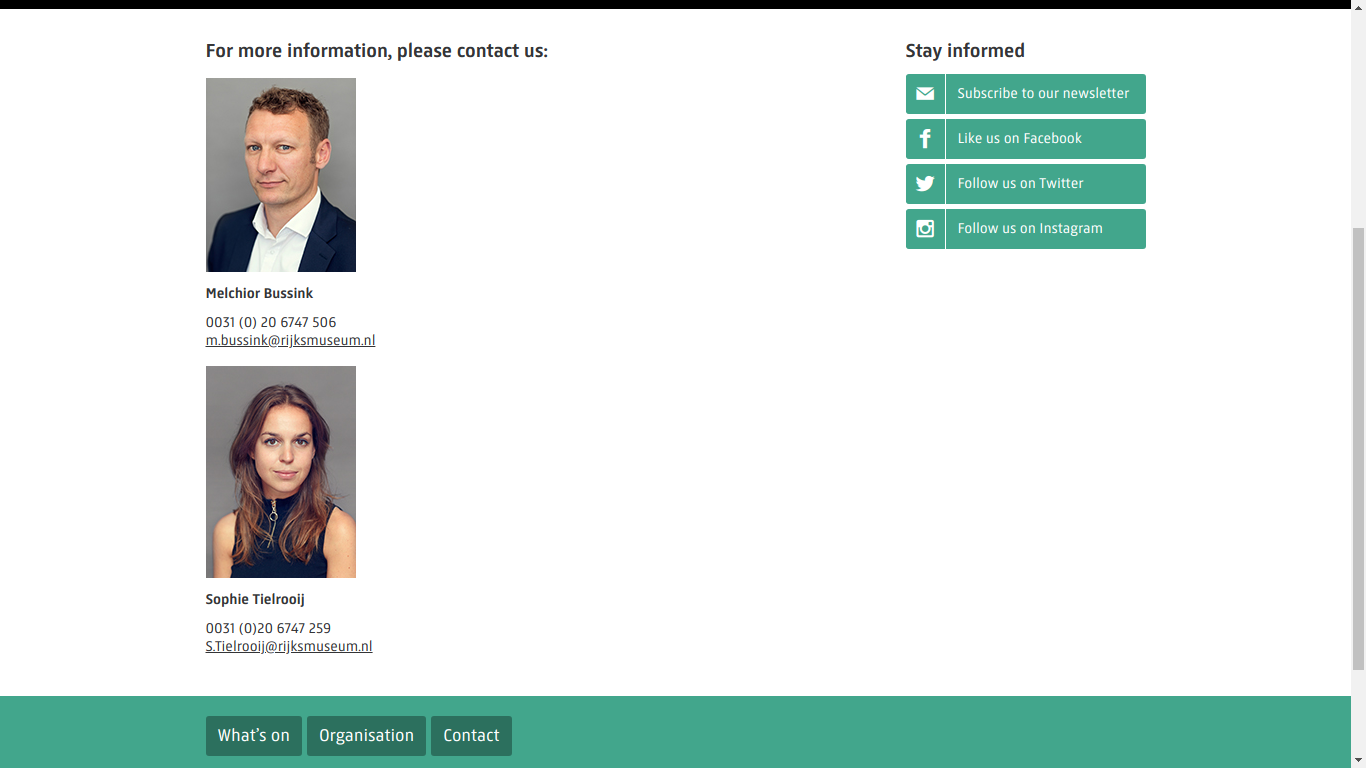 For more information, please contact us:
Melchior Bussink
0031 (0) 20 6747 506
m.bussink@rijksmuseum.nl
Sophie Tielrooij
0031 (0)20 6747 259
S.Tielrooij@rijksmuseum.nl
Stay informed
Subscribe to our newsletter
Like us on Facebook
Follow us on Twitter
Follow us on Instagram
What's on
Organisation
Contact